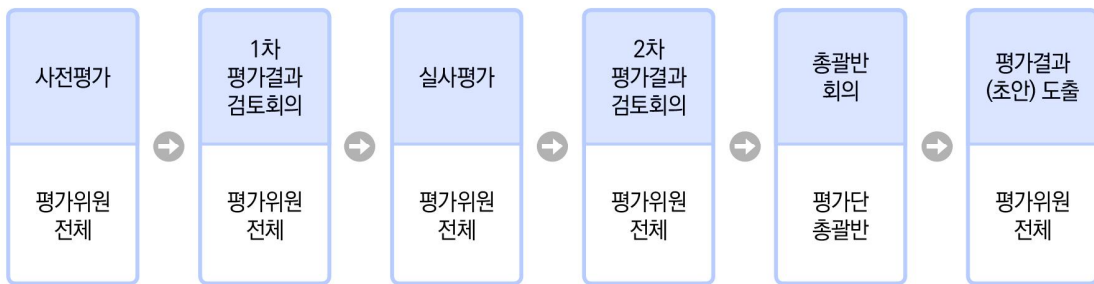 사전평가
평가위원
전체
1차
평가결과
검토회의
평가위원
전체
실사평가
평가위원
전체
2차
평가결과
검토회의
평가위원
전체
총괄반
회의
평가단
총괄반
평가결과
(초안) 도출
평가위원
전체